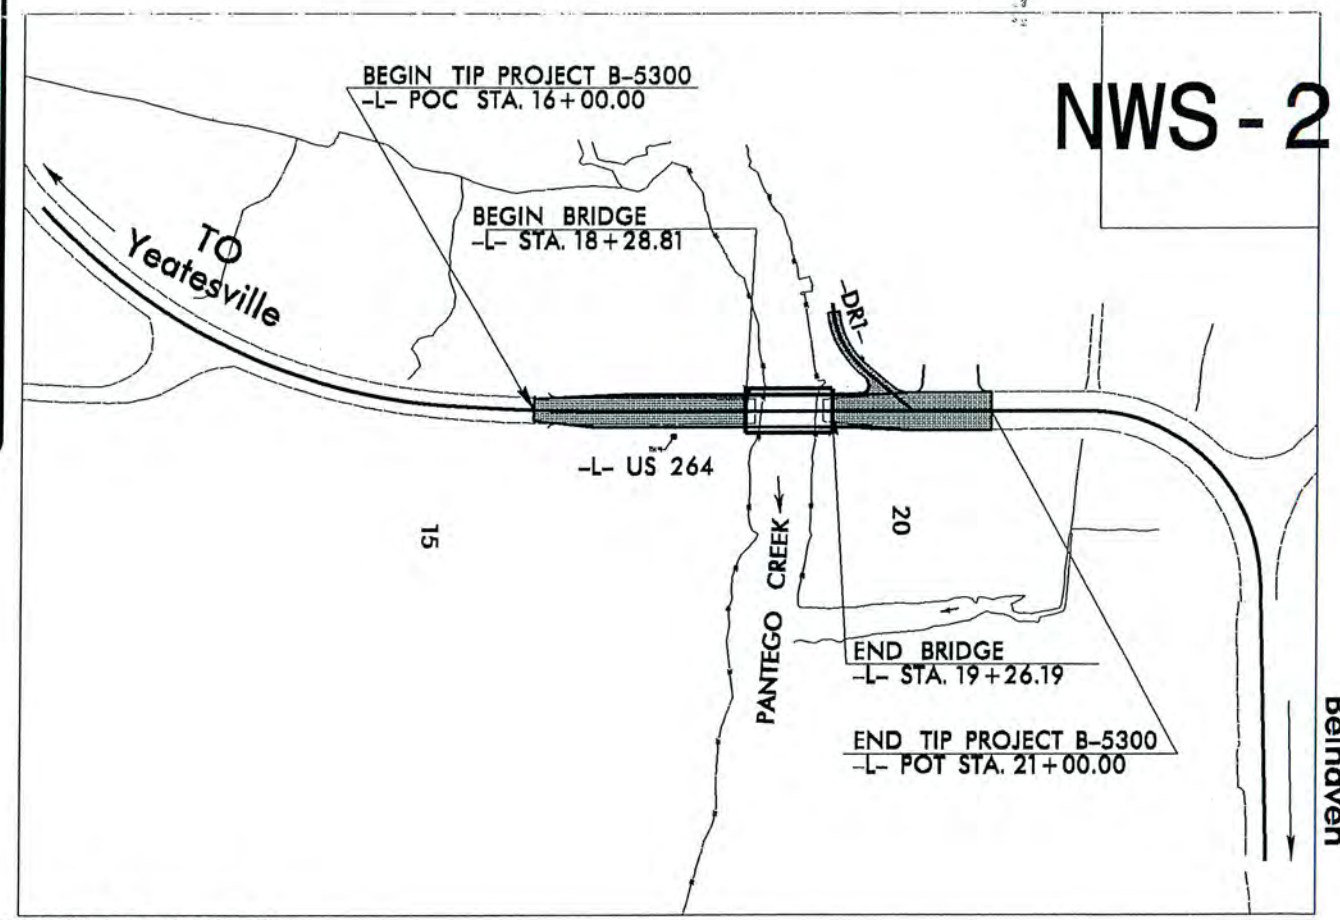 NWS - 2
BEGIN TIP PROJECT B-5300
-L- POC STA. 16+00.00
BEGIN BRIDGE
-L- STA. 18+28.81
TO
Yeatesville
-DR1-
-L- US 264
15
20
PANTEGO CREEK
END BRIDGE
-L- STA. 19+26.19
END TIP PROJECT B-5300
-L- POT STA. 21+00.00
Belhaven